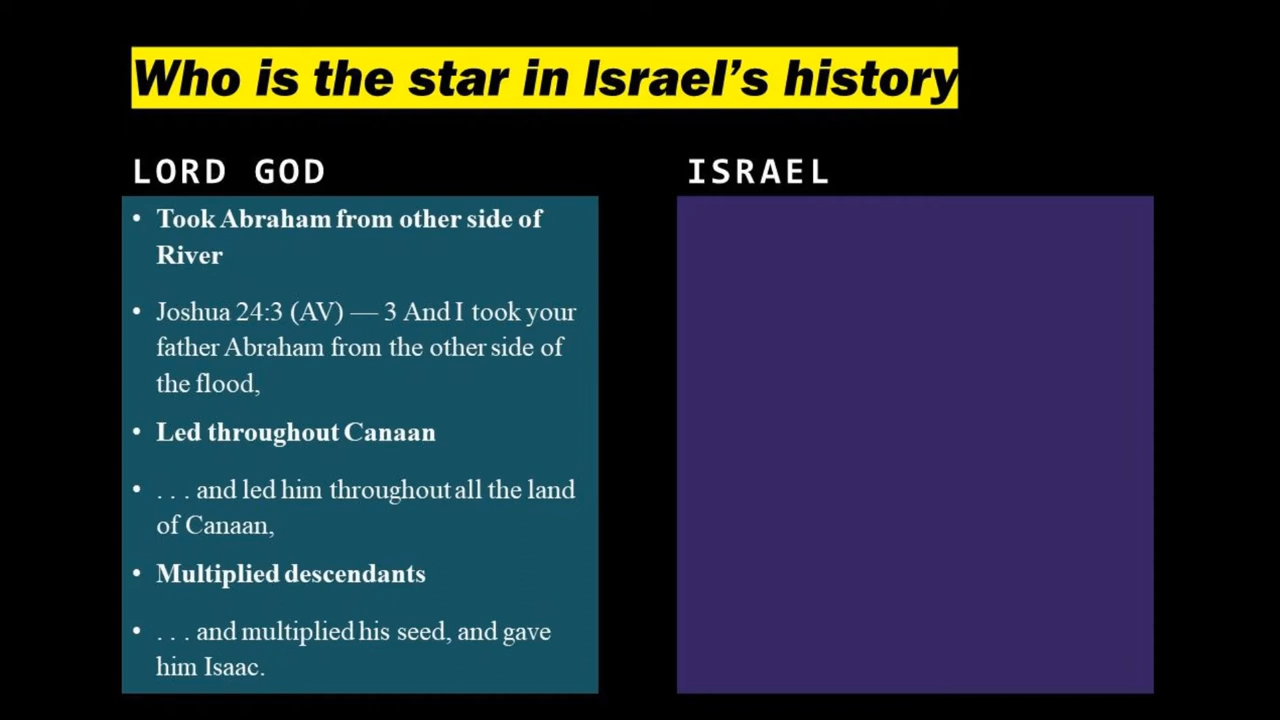 Who is the star in Israel’s history
LORD GOD
• Took Abraham from other side of
River
• Joshua 24:3 (AV) — 3 And I took your
father Abraham from the other side of
the flood,
• Led throughout Canaan
• . . . and led him throughout all the land
of Canaan,
• Multiplied descendants
• . . . and multiplied his seed, and gave
him Isaac.
ISRAEL